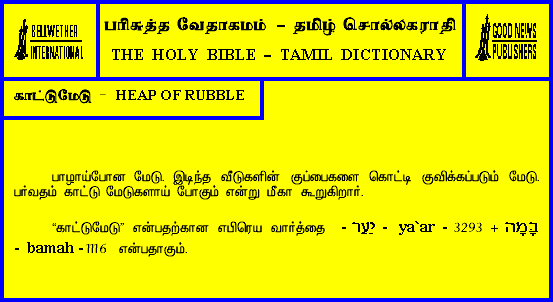 BELLWETHER
INTERNATIONAL
பரிசுத்த வேதாகமம் – தமிழ் சொல்லகராதி
THE HOLY BIBLE – TAMIL DICTIONARY
GOOD NEWS
PUBLISHERS
காட்டுமேடு – HEAP OF RUBBLE
பாழாய்போன மேடு. இடிந்த வீடுகளின் குப்பைகளை கொட்டி குவிக்கப்படும் மேடு.
பர்வதம் காட்டு மேடுகளாய் போகும் என்று மீகா கூறுகிறார்.
“காட்டுமேடு” என்பதற்கான எபிரெய வார்த்தை - יַעַר - ya`ar - 3293 + בָּמָה
- bamah - 1116 என்பதாகும்.